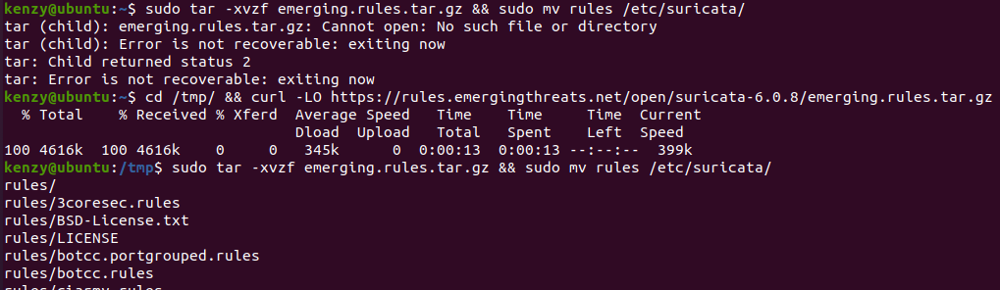 kenzy@ubuntu:~$ sudo tar -xvzf emerging.rules.tar.gz && sudo mv rules /etc/suricata/
tar (child): emerging.rules.tar.gz: Cannot open: No such file or directory
tar (child): Error is not recoverable: exiting now
tar: Child returned status 2
tar: Error is not recoverable: exiting now
kenzy@ubuntu:~$ cd /tmp/ && curl -LO https://rules.emergingthreats.net/open/suricata-6.0.8/emerging.rules.tar.gz
  % Total    % Received % Xferd  Average Speed   Time    Time     Time  Current
                                 Dload  Upload   Total   Spent    Left  Speed
100 4616k  100 4616k    0     0   345k      0  0:00:13  0:00:13 --:--:--  399k
kenzy@ubuntu:/tmp$ sudo tar -xvzf emerging.rules.tar.gz && sudo mv rules /etc/suricata/
rules/
rules/3coresec.rules
rules/BSD-License.txt
rules/LICENSE
rules/botcc.portgrouped.rules
rules/botcc.rules
rules/ciarmy.rules